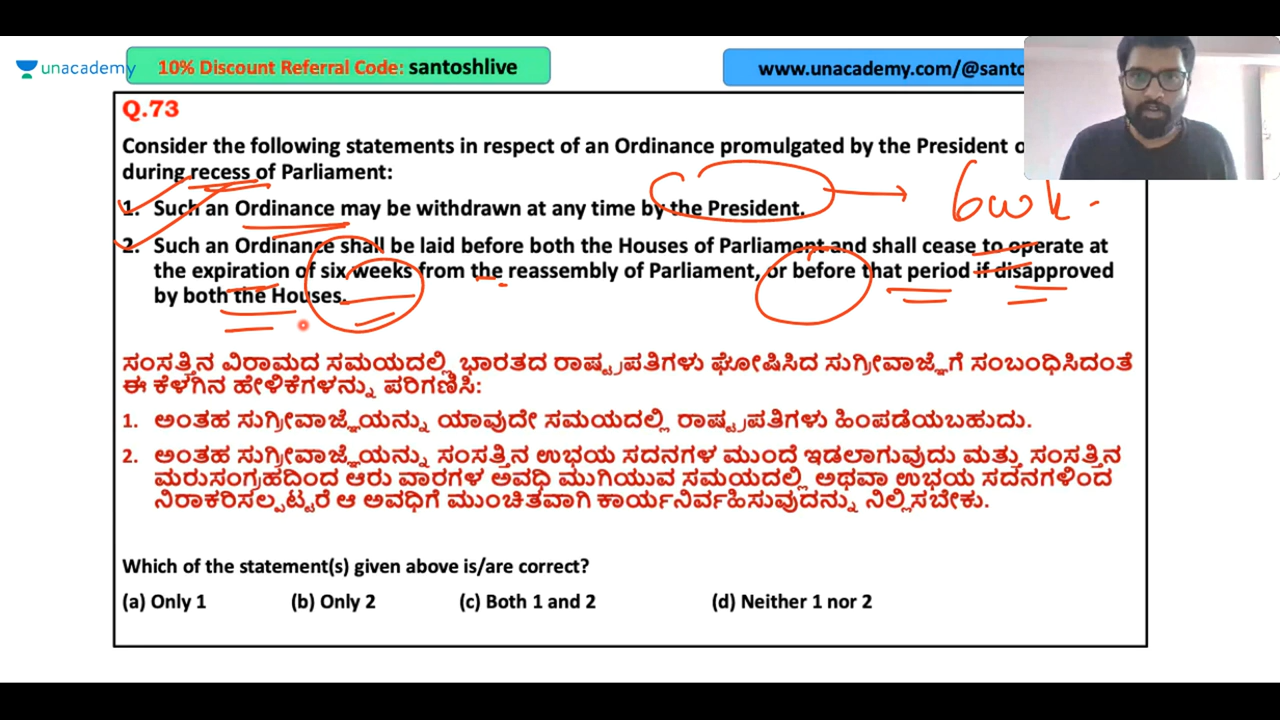 unacademy
10% Discount Referral Code: santoshlive
www.unacademy.com/@santo
Q.73
Consider the following statements in respect of an Ordinance promulgated by the President
during recess of Parliament:
1. Such an Ordinance may be withdrawn at any time by the President.
6 wk.
2. Such an Ordinance shall be laid before both the Houses of Parliament and shall cease to operate at
the expiration of six weeks from the reassembly of Parliament, or before that period if disapproved
by both the Houses.
ಸಂಸತ್ತಿನ ವಿರಾಮದ ಸಮಯದಲ್ಲಿ ಭಾರತದ ರಾಷ್ಟ್ರಪತಿಗಳು ಘೋಷಿಸಿದ ಸುಗ್ರೀವಾಜ್ಞೆಗೆ ಸಂಬಂಧಿಸಿದಂತೆ
ಈ ಕೆಳಗಿನ ಹೇಳಿಕೆಗಳನ್ನು ಪರಿಗಣಿಸಿ:
1. ಅಂತಹ ಸುಗ್ರೀವಾಜ್ಞೆಯನ್ನು ಯಾವುದೇ ಸಮಯದಲ್ಲಿ ರಾಷ್ಟ್ರಪತಿಗಳು ಹಿಂಪಡೆಯಬಹುದು.
2. ಅಂತಹ ಸುಗ್ರೀವಾಜ್ಞೆಯನ್ನು ಸಂಸತ್ತಿನ ಉಭಯ ಸದನಗಳ ಮುಂದೆ ಇಡಲಾಗುವುದು ಮತ್ತು ಸಂಸತ್ತಿನ
ಮರುಸಂಗ್ರಹದಿಂದ ಆರು ವಾರಗಳ ಅವಧಿ ಮುಗಿಯುವ ಸಮಯದಲ್ಲಿ ಅಥವಾ ಉಭಯ ಸದನಗಳಿಂದ
ನಿರಾಕರಿಸಲ್ಪಟ್ಟರೆ ಆ ಅವಧಿಗೆ ಮುಂಚಿತವಾಗಿ ಕಾರ್ಯನಿರ್ವಹಿಸುವುದನ್ನು ನಿಲ್ಲಿಸಬೇಕು.
Which of the statement(s) given above is/are correct?
(a) Only 1 (b) Only 2 (c) Both 1 and 2 (d) Neither 1 nor 2